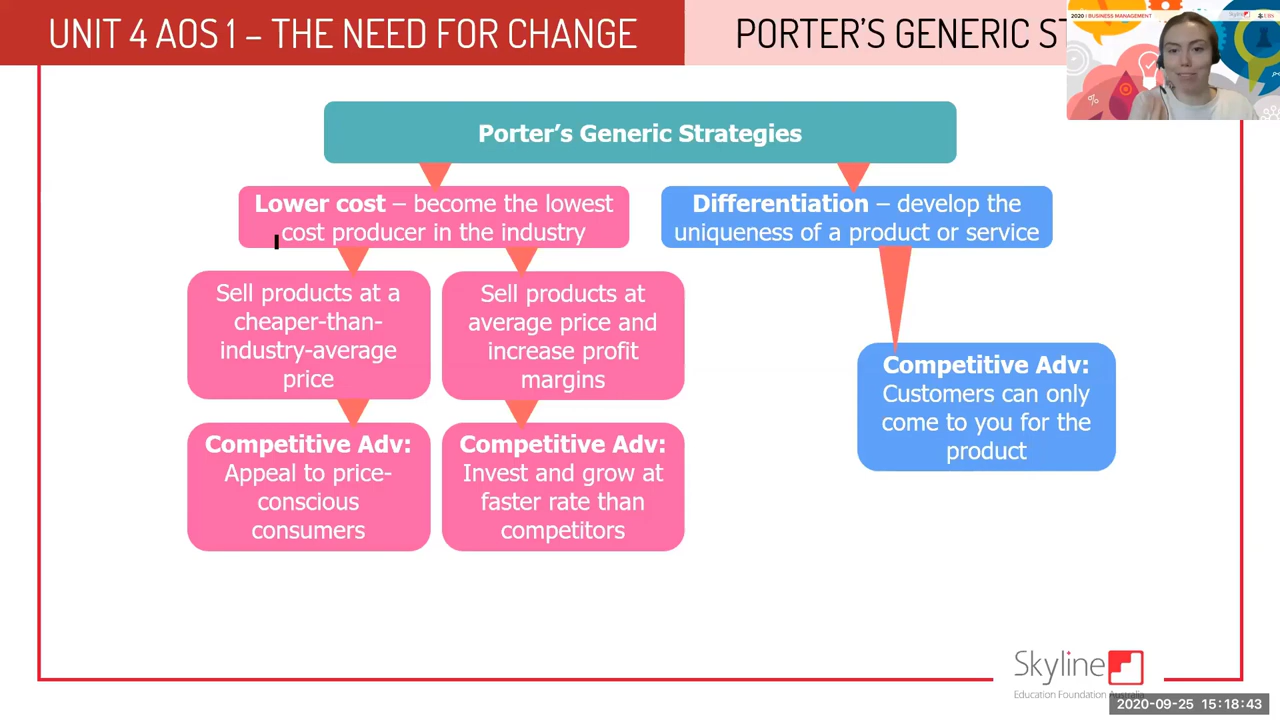 UNIT 4 AOS 1 – THE NEED FOR CHANGE
PORTER'S GENERIC
2020 | BUSINESS MANAGEMENT
Porter's Generic Strategies
Lower cost – become the lowest
cost producer in the industry
Differentiation – develop the
uniqueness of a product or service
Sell products at a
cheaper-than-
industry-average
price
Sell products at
average price and
increase profit
margins
Competitive Adv:
Appeal to price-
conscious
consumers
Competitive Adv:
Invest and grow at
faster rate than
competitors
Competitive Adv:
Customers can only
come to you for the
product
Skyline
Education Foundation Australia
2020-09-25 15:18:43